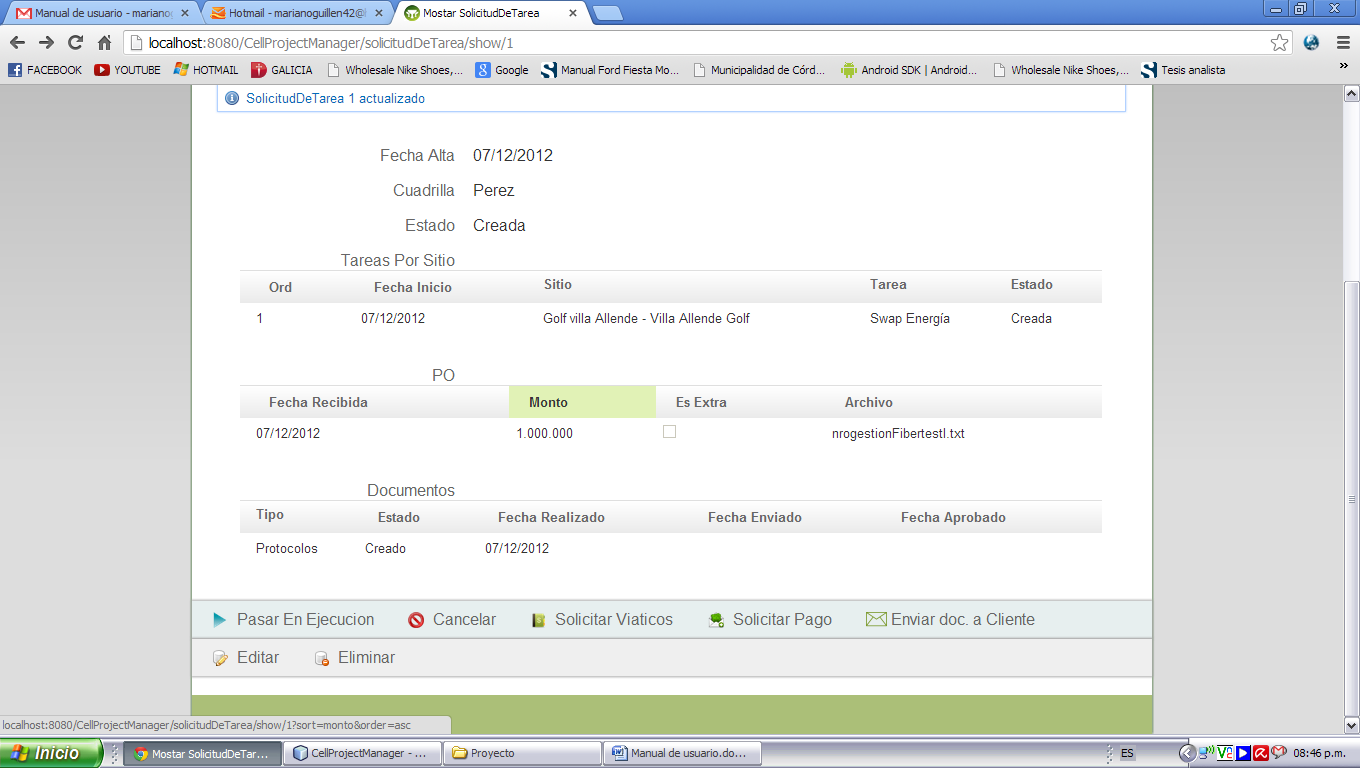 Manual de usuario - mariano
Hotmail - marianoguillen42@
Mostar SolicitudDeTarea
localhost:8080/CellProjectManager/solicitudDeTarea/show/1
FACEBOOK YOUTUBE HOTMAIL GALICIA Wholesale Nike Shoes,... Google Manual Ford Fiesta Mo... Municipalidad de Córd... Android SDK | Android... Wholesale Nike Shoes,... Tesis analista »
SolicitudDeTarea 1 actualizado
Fecha Alta 07/12/2012
Cuadrilla Perez
Estado Creada
Tareas Por Sitio
Ord Fecha Inicio Sitio Tarea Estado
1 07/12/2012 Golf villa Allende - Villa Allende Golf Swap Energía Creada
PO
Fecha Recibida Monto Es Extra Archivo
07/12/2012 1.000.000 nrogestionFibertestl.txt
Documentos
Tipo Estado Fecha Realizado Fecha Enviado Fecha Aprobado
Protocolos Creado 07/12/2012
Pasar En Ejecucion Cancelar Solicitar Viaticos Solicitar Pago Enviar doc. a Cliente
Editar Eliminar
localhost:8080/CellProjectManager/solicitudDeTarea/show/1?sort=monto&order=asc
Inicio Mostar SolicitudDeTar... CellProjectManager - ... Proyecto Manual de usuario.do... ES 08:46 p.m.